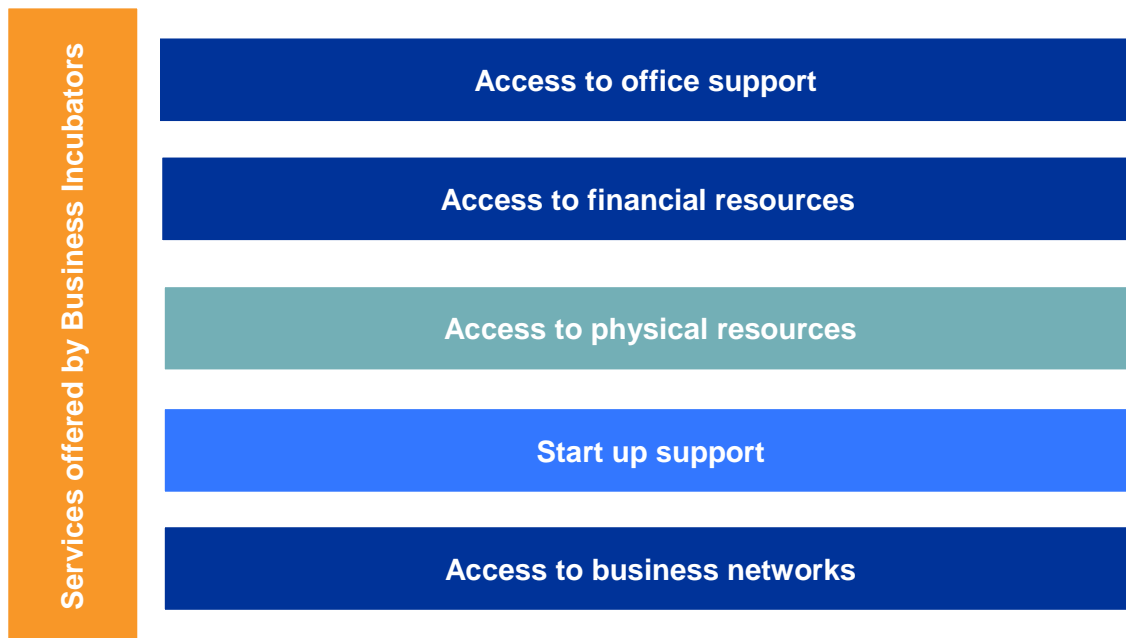 Services offered by Business Incubators
Access to office support
Access to financial resources
Access to physical resources
Start up support
Access to business networks